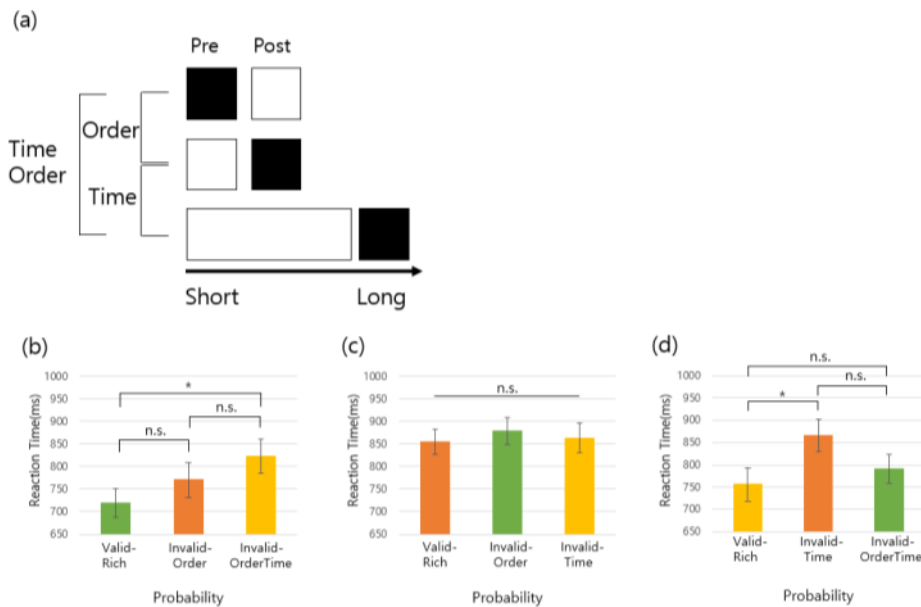 (a)
Pre Post
Order
Time
Order
Time
Short Long
(b)
1000
950
900
850
800
750
700
650
Reaction Time(ms)
*
n.s.
n.s.
Valid-
Rich
Invalid-
Order
Invalid-
OrderTime
Probability
(c)
1000
950
900
850
800
750
700
650
Reaction Time(ms)
n.s.
Valid-
Rich
Invalid-
Order
Invalid-
Time
Probability
(d)
1000
950
900
850
800
750
700
650
Reaction Time(ms)
n.s.
n.s.
*
Valid-
Rich
Invalid-
Time
Invalid-
OrderTime
Probability